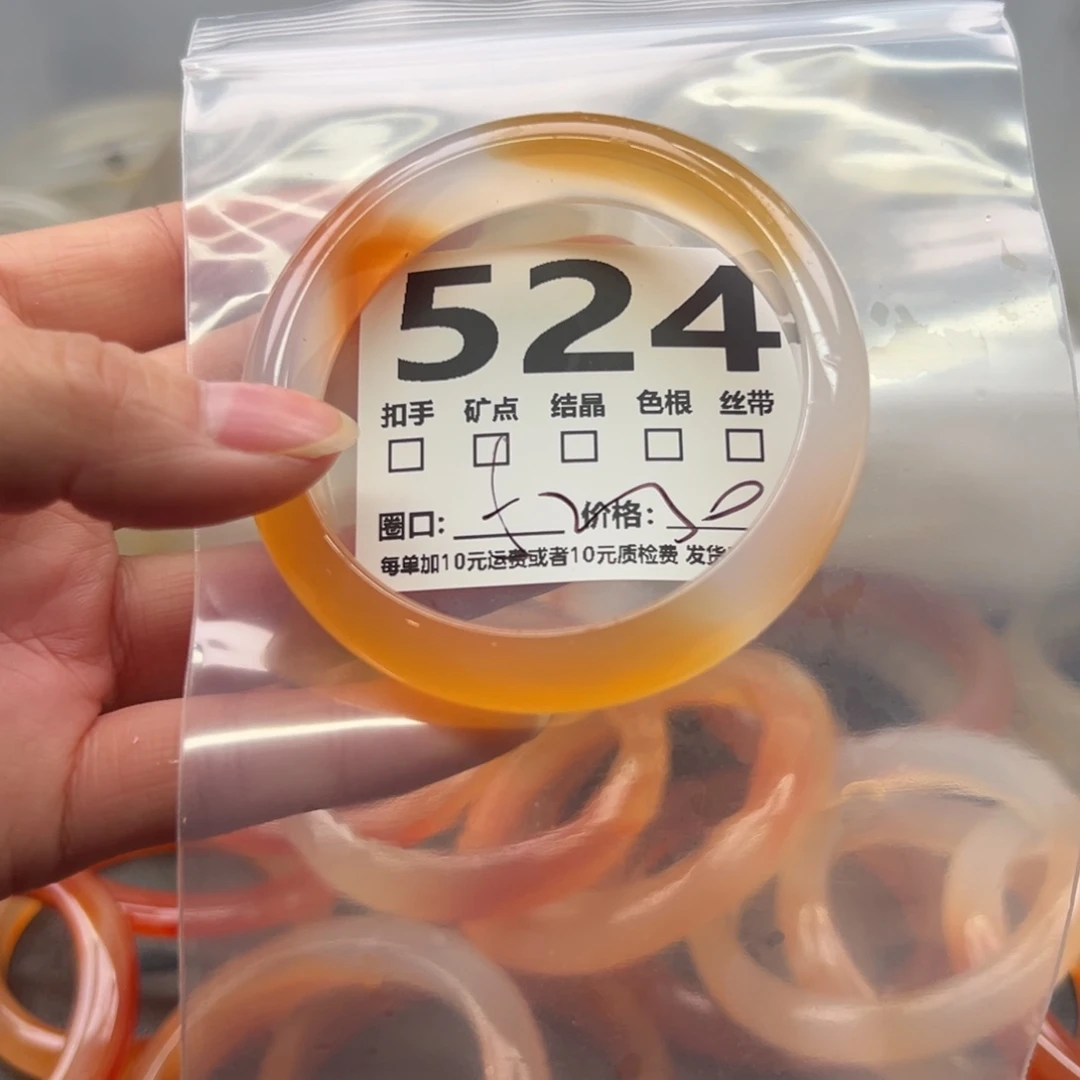 524
扣手 矿点 结晶 色根 丝带
圈口: 价格:
每单加10元运费或者10元质检费 发货